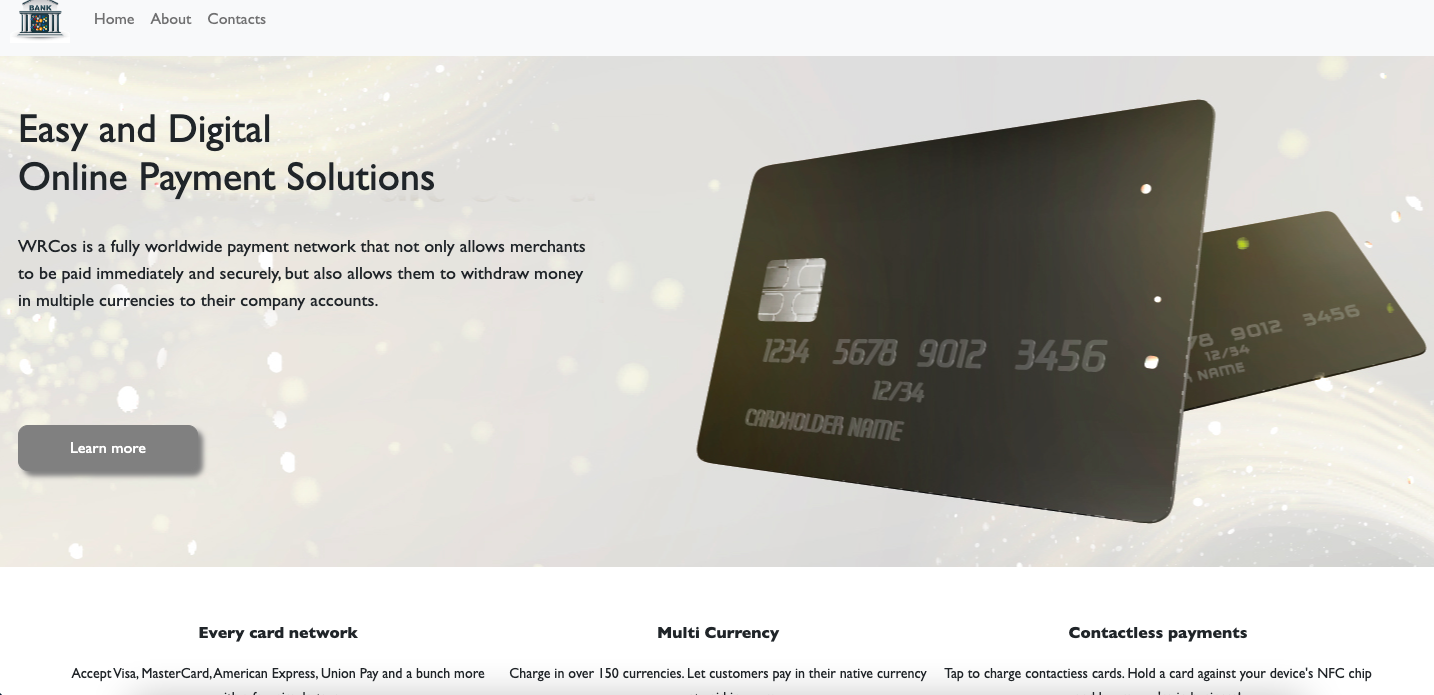 BANK
Home About Contacts
Easy and Digital
Online Payment Solutions
WRCos is a fully worldwide payment network that not only allows merchants
to be paid immediately and securely, but also allows them to withdraw money
in multiple currencies to their company accounts.
Learn more
1234 5678 9012 3456
12/34
CARDHOLDER NAME
78 9012 3456
12/34
NAME
Every card network
Accept Visa, MasterCard, American Express, Union Pay and a bunch more
Multi Currency
Charge in over 150 currencies. Let customers pay in their native currency
Contactless payments
Tap to charge contactiess cards. Hold a card against your device's NFC chip